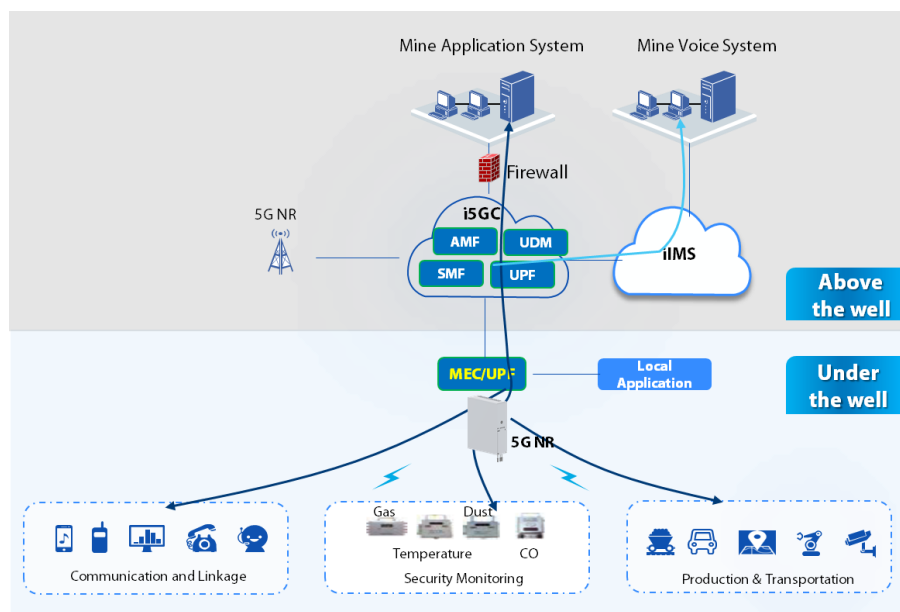 Mine Application System
Mine Voice System
Firewall
5G NR
i5GC
AMF
UDM
SMF
UPF
iIMS
Above
the well
MEC/UPF
Local
Application
Under
the well
5G NR
Gas
Dust
Temperature
CO
Communication and Linkage
Security Monitoring
Production & Transportation